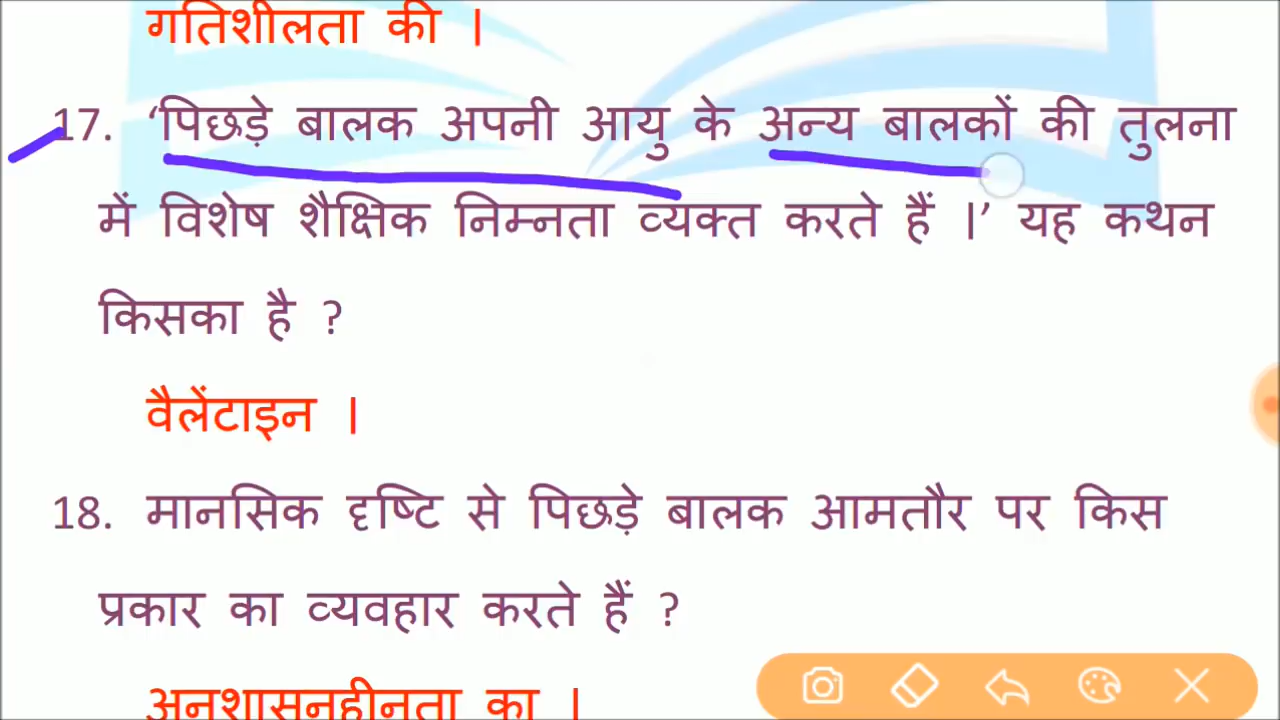 गतिशीलता की ।
17. ‘पिछड़े बालक अपनी आयु के अन्य बालकों की तुलना
में विशेष शैक्षिक निम्नता व्यक्त करते हैं ।’ यह कथन
किसका है ?
वैलेंटाइन ।
18. मानसिक दृष्टि से पिछड़े बालक आमतौर पर किस
प्रकार का व्यवहार करते हैं ?
अनुशासनहीनता का ।